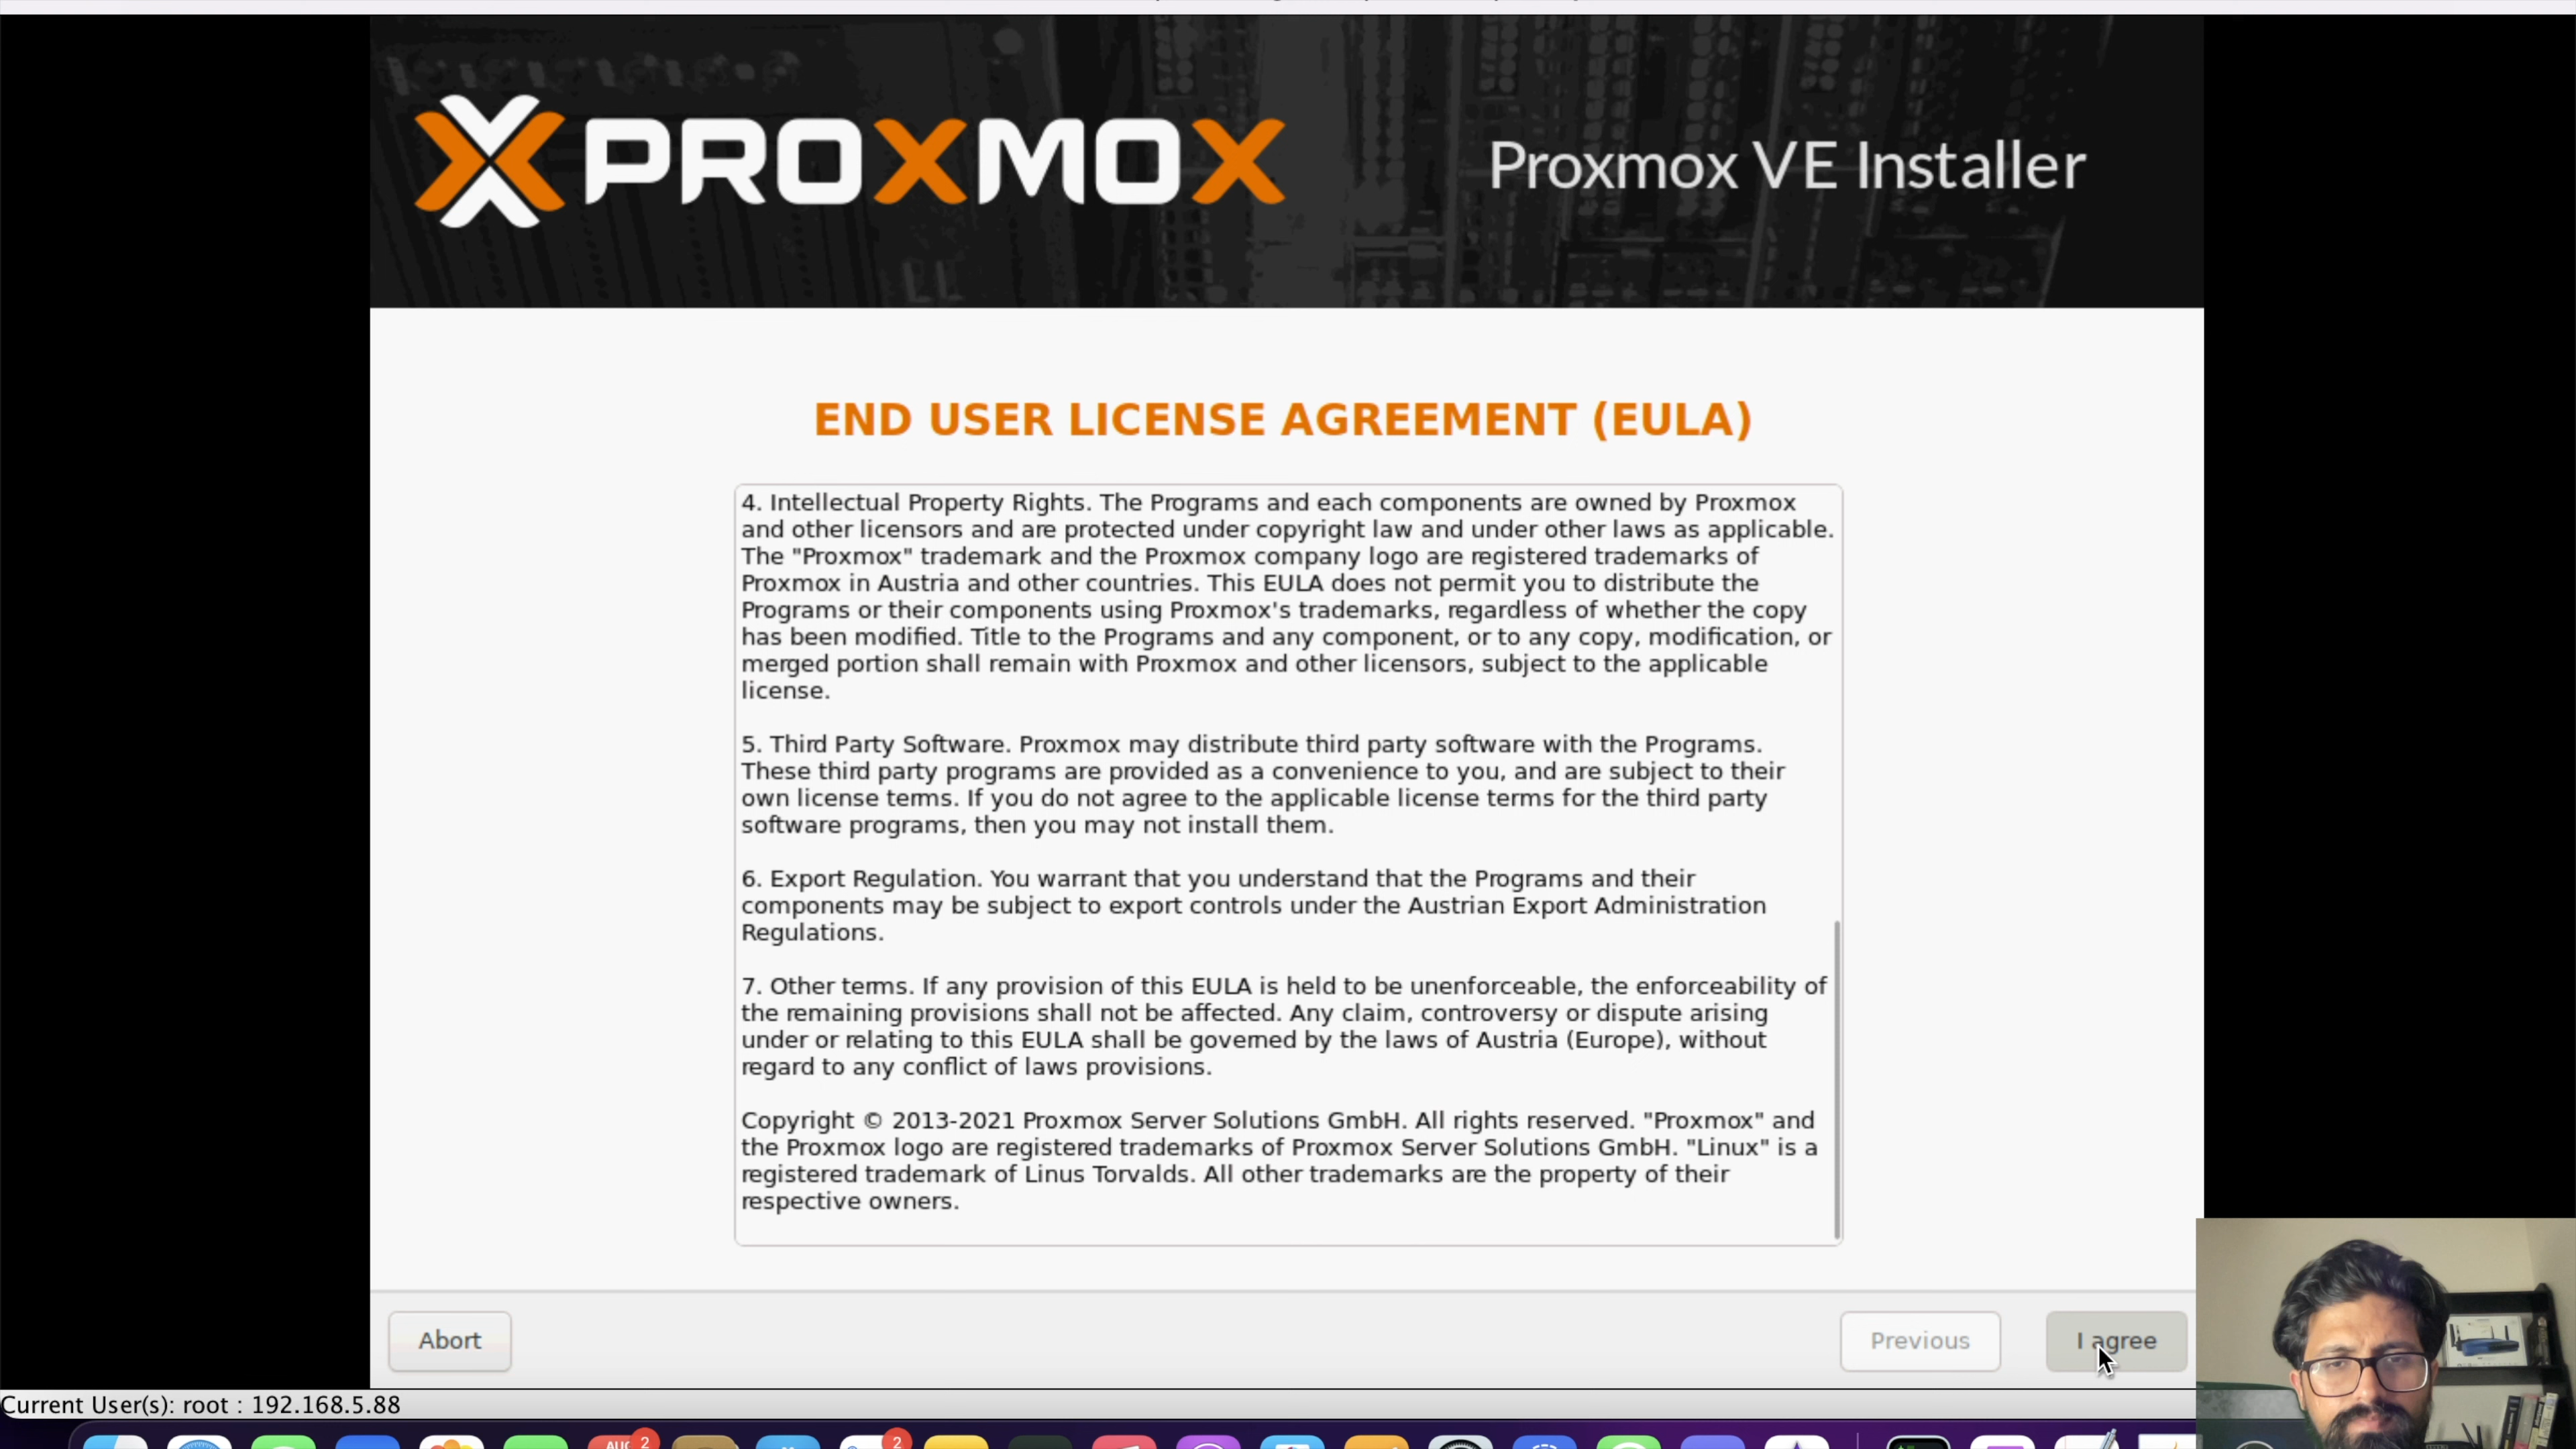 PROXMOX
Proxmox VE Installer
END USER LICENSE AGREEMENT (EULA)
4. Intellectual Property Rights. The Programs and each components are owned by Proxmox
and other licensors and are protected under copyright law and under other laws as applicable.
The "Proxmox" trademark and the Proxmox company logo are registered trademarks of
Proxmox in Austria and other countries. This EULA does not permit you to distribute the
Programs or their components using Proxmox's trademarks, regardless of whether the copy
has been modified. Title to the Programs and any component, or to any copy, modification, or
merged portion shall remain with Proxmox and other licensors, subject to the applicable
license.
5. Third Party Software. Proxmox may distribute third party software with the Programs.
These third party programs are provided as a convenience to you, and are subject to their
own license terms. If you do not agree to the applicable license terms for the third party
software programs, then you may not install them.
6. Export Regulation. You warrant that you understand that the Programs and their
components may be subject to export controls under the Austrian Export Administration
Regulations.
7. Other terms. If any provision of this EULA is held to be unenforceable, the enforceability of
the remaining provisions shall not be affected. Any claim, controversy or dispute arising
under or relating to this EULA shall be governed by the laws of Austria (Europe), without
regard to any conflict of laws provisions.
Copyright © 2013-2021 Proxmox Server Solutions GmbH. All rights reserved. "Proxmox" and
the Proxmox logo are registered trademarks of Proxmox Server Solutions GmbH. "Linux" is a
registered trademark of Linus Torvalds. All other trademarks are the property of their
respective owners.
Abort
Previous
I agree
Current User(s): root : 192.168.5.88
AUG
2
2